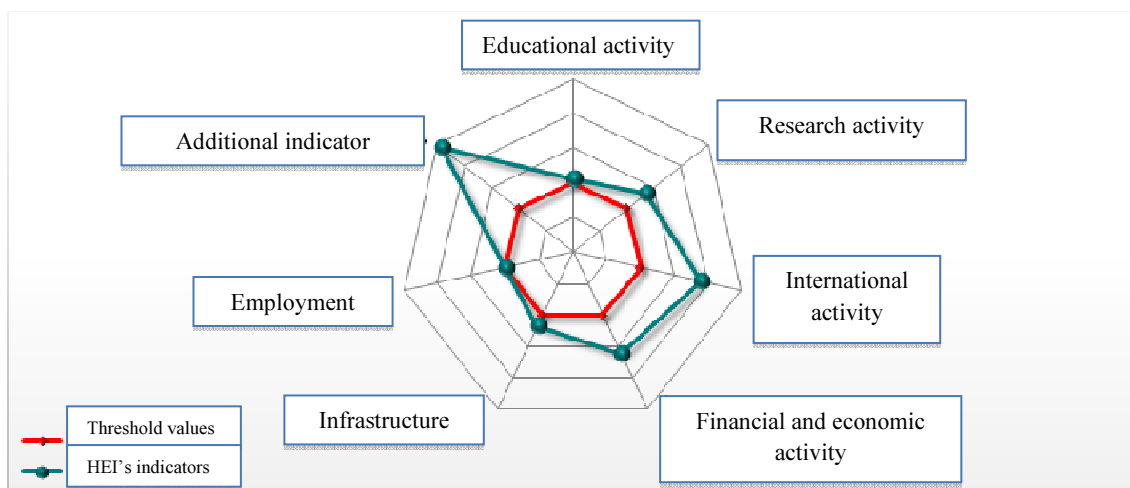 Educational activity
Research activity
Additional indicator
International
activity
Employment
Infrastructure
Financial and economic
activity
Threshold values
HEI's indicators